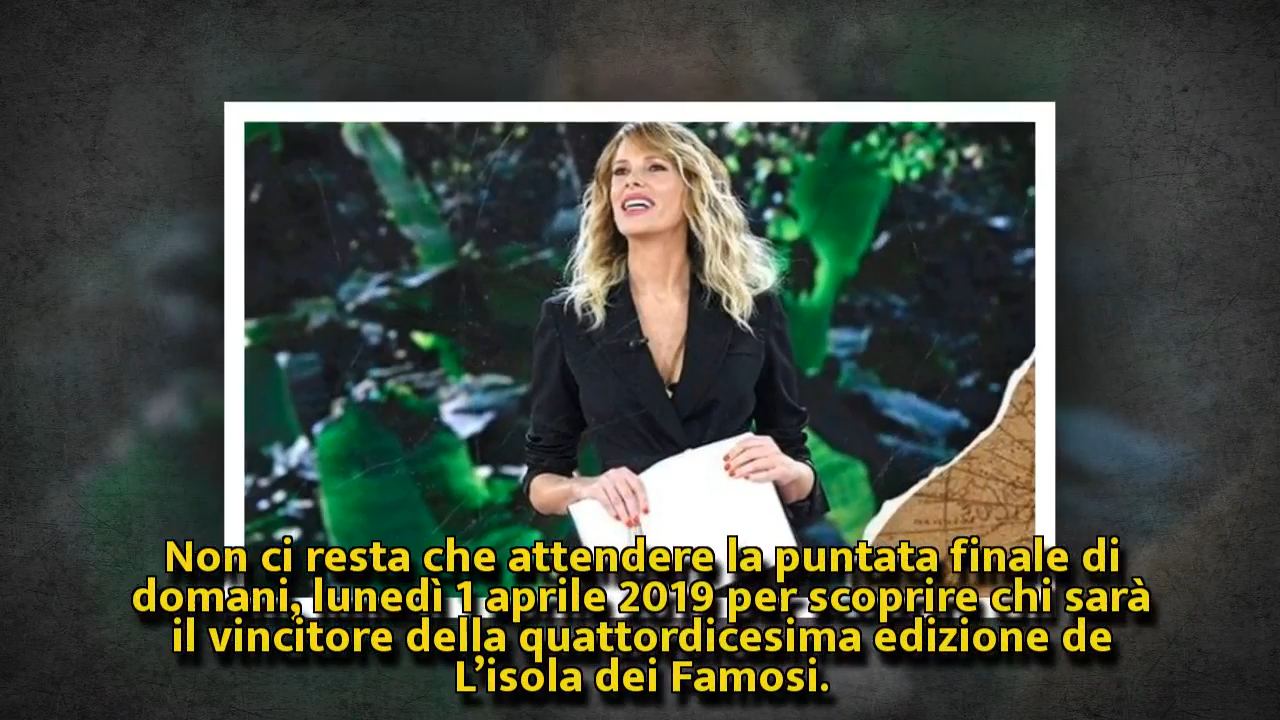 Non ci resta che attendere la puntata finale di
domani, lunedì 1 aprile 2019 per scoprire chi sarà
il vincitore della quattordicesima edizione de
L’isola dei Famosi.